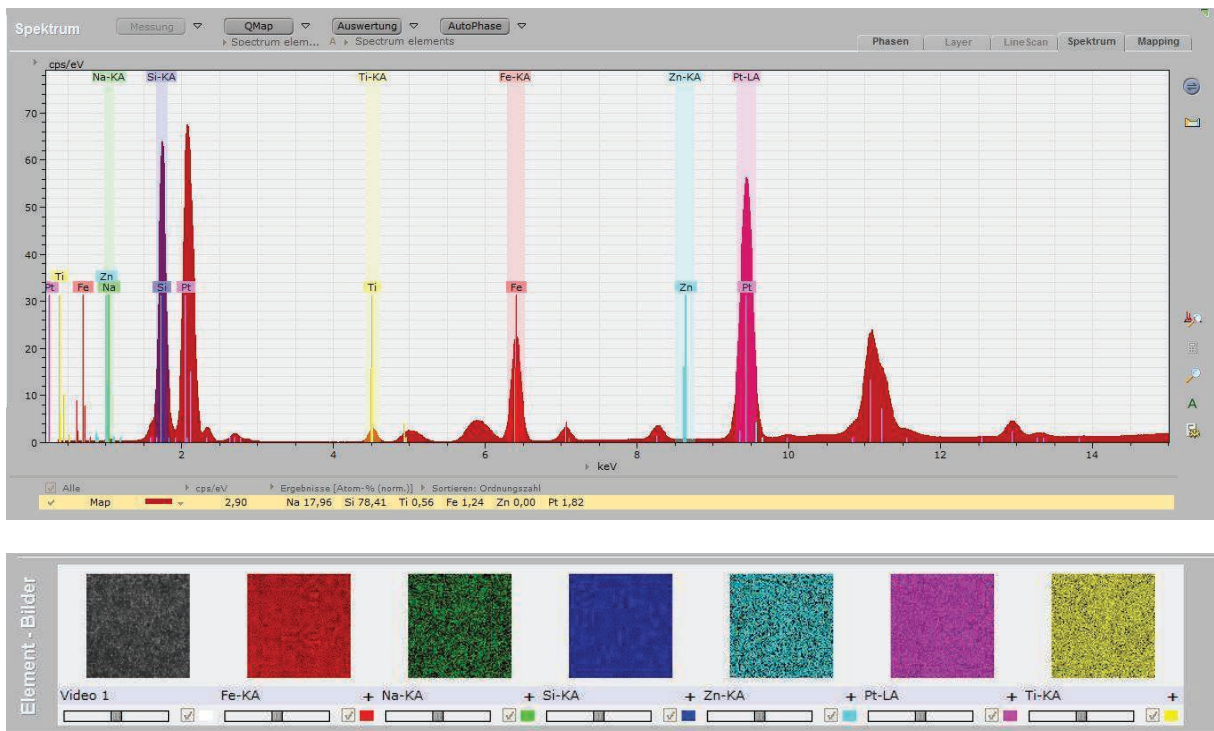 Spektrum Messung QMap Auswertung AutoPhase
Spectrum elem... A Spectrum elements
Phasen Layer LineScan Spektrum Mapping
cps/eV
Na-KA Si-KA Ti-KA Fe-KA Zn-KA Pt-LA
70
60
50
40
Ti Zn
Pt Fe Na Si Pt Ti Fe Zn Pt
30
20
10
0
2 4 6 8 10 12 14
keV
A
Alle cps/eV Ergebnisse [Atom-% (norm.)] Sortieren: Ordnungszahl
Map 2,90 Na 17,96 Si 78,41 Ti 0,56 Fe 1,24 Zn 0,00 Pt 1,82
Element - Bilder
Video 1 Fe-KA + Na-KA + Si-KA + Zn-KA + Pt-LA + Ti-KA +